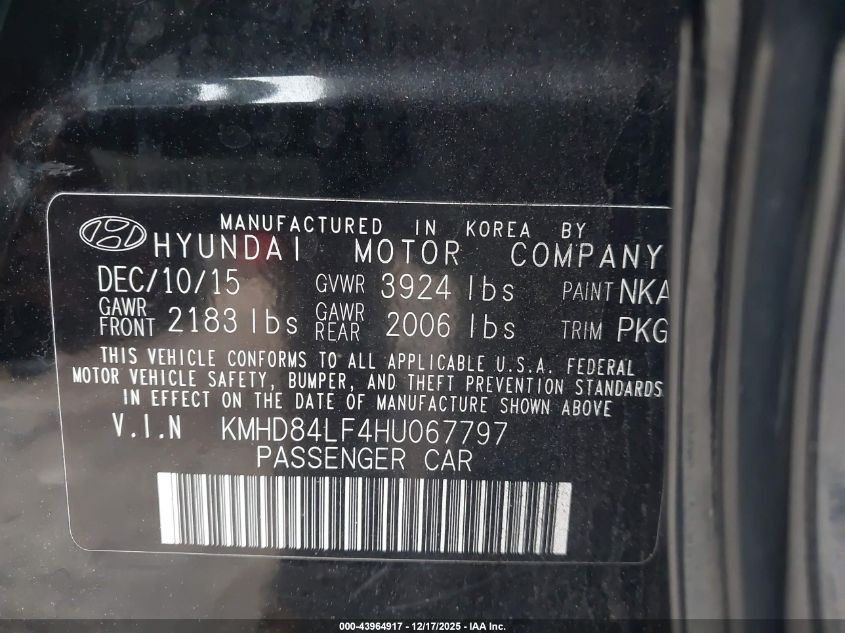 MANUFACTURED IN KOREA BY
HYUNDAI MOTOR COMPANY
DEC/10/15 GVWR 3924 lbs PAINT NKA
GAWR FRONT 2183 lbs GAWR REAR 2006 lbs TRIM PKG
THIS VEHICLE CONFORMS TO ALL APPLICABLE U.S.A. FEDERAL
MOTOR VEHICLE SAFETY, BUMPER, AND THEFT PREVENTION STANDARDS
IN EFFECT ON THE DATE OF MANUFACTURE SHOWN ABOVE
V.I.N KMHD84LF4HU067797
PASSENGER CAR
000-43964917 - 12/17/2025 - IAA Inc.